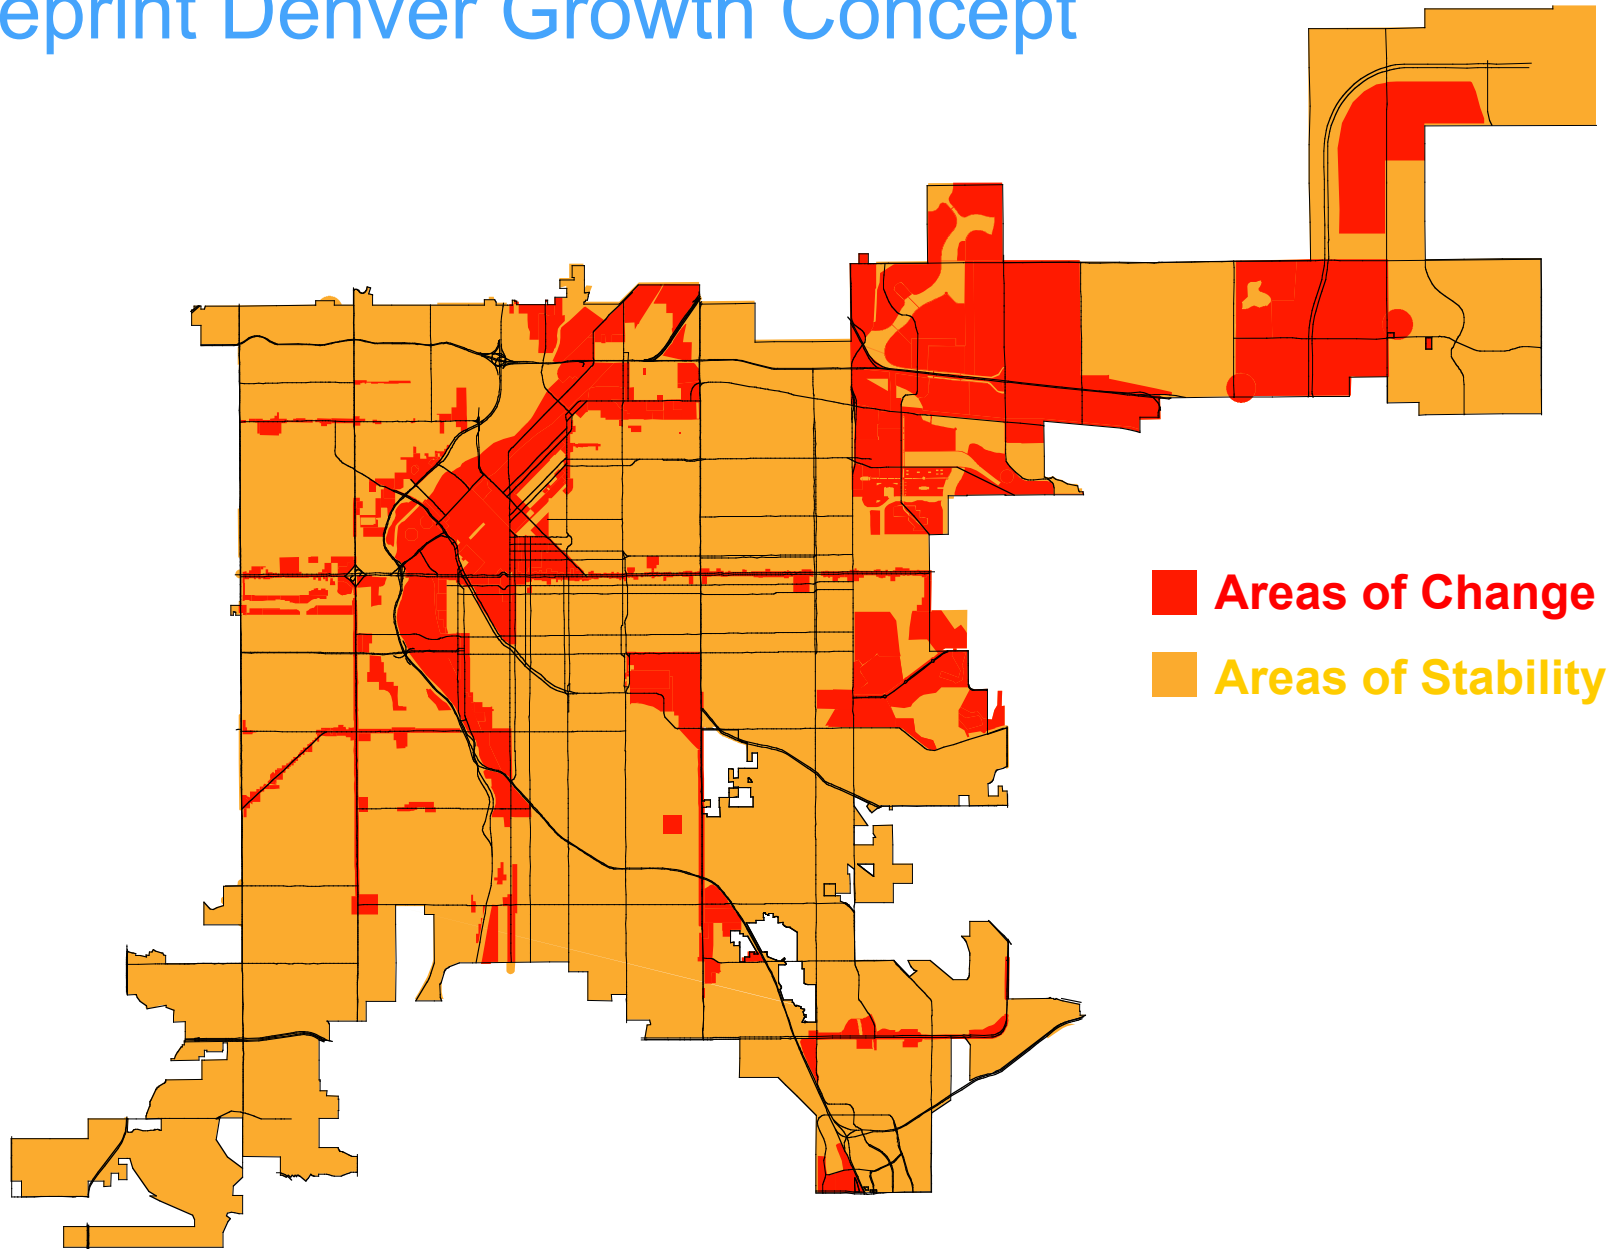 eprint Denver Growth Concept
Areas of Change
Areas of Stability